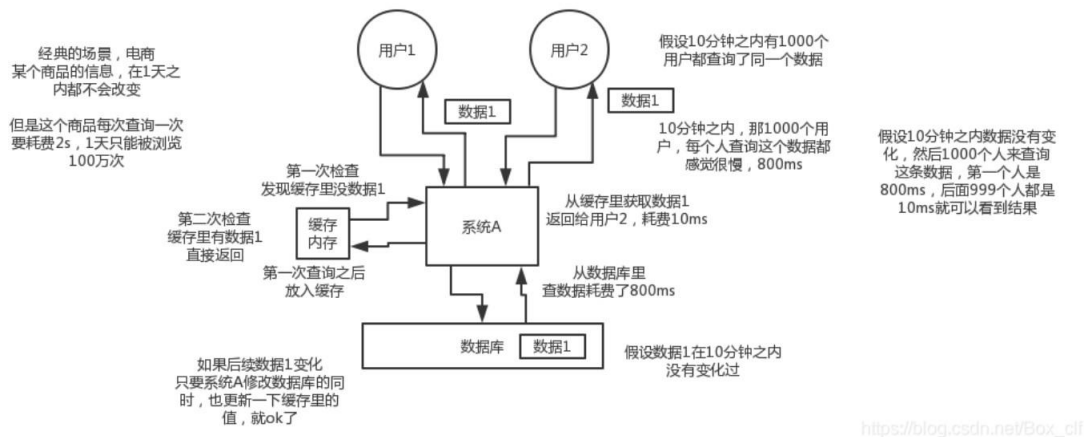 经典的场景，电商
某个商品的信息，在1天之
内都不会改变
但是这个商品每次查询一次
要耗费2s，1天只能被浏览
100万次
用户1
用户2
假设10分钟之内有1000个
用户都查询了同一个数据
数据1
数据1
10分钟之内，那1000个用
户，每个人查询这个数据都
感觉很慢，800ms
假设10分钟之内数据没有变
化，然后1000个人来查询
这条数据，第一个人是
800ms，后面999个人都是
10ms就可以看到结果
第一次检查
发现缓存里没数据1
第二次检查
缓存里有数据1
直接返回
缓存
内存
系统A
从缓存里获取数据1
返回给用户2，耗费10ms
第一次查询之后
放入缓存
从数据库里
查数据耗费了800ms
数据库
数据1
假设数据1在10分钟之内
没有变化过
如果后续数据1变化
只要系统A修改数据库的同
时，也更新一下缓存里的
值，就ok了
https://blog.csdn.net/Box_clf